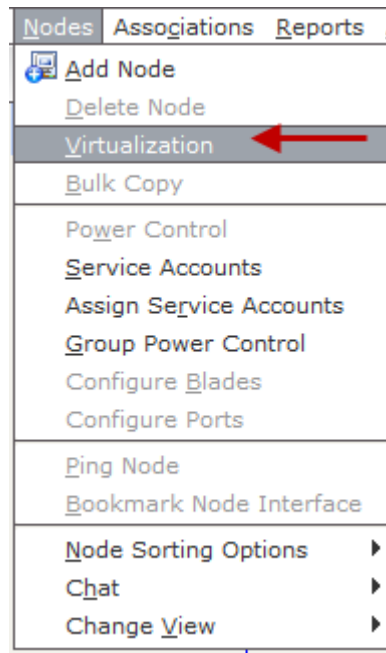 Nodes Associations Reports
Add Node
Delete Node
Virtualization
Bulk Copy
Power Control
Service Accounts
Assign Service Accounts
Group Power Control
Configure Blades
Configure Ports
Ping Node
Bookmark Node Interface
Node Sorting Options
Chat
Change View